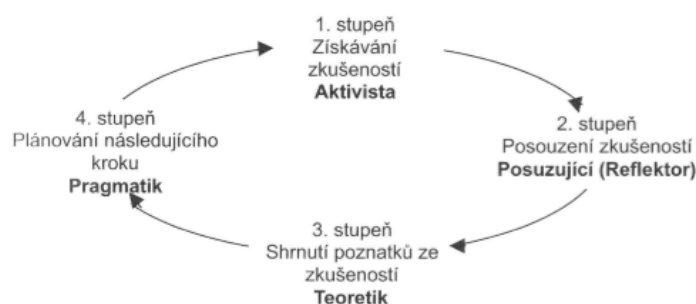 1. stupeň
Získávání
zkušeností
Aktivista
2. stupeň
Posouzení zkušeností
Posuzující (Reflektor)
3. stupeň
Shrnutí poznatků ze
zkušeností
Teoretik
4. stupeň
Plánování následujícího
kroku
Pragmatik